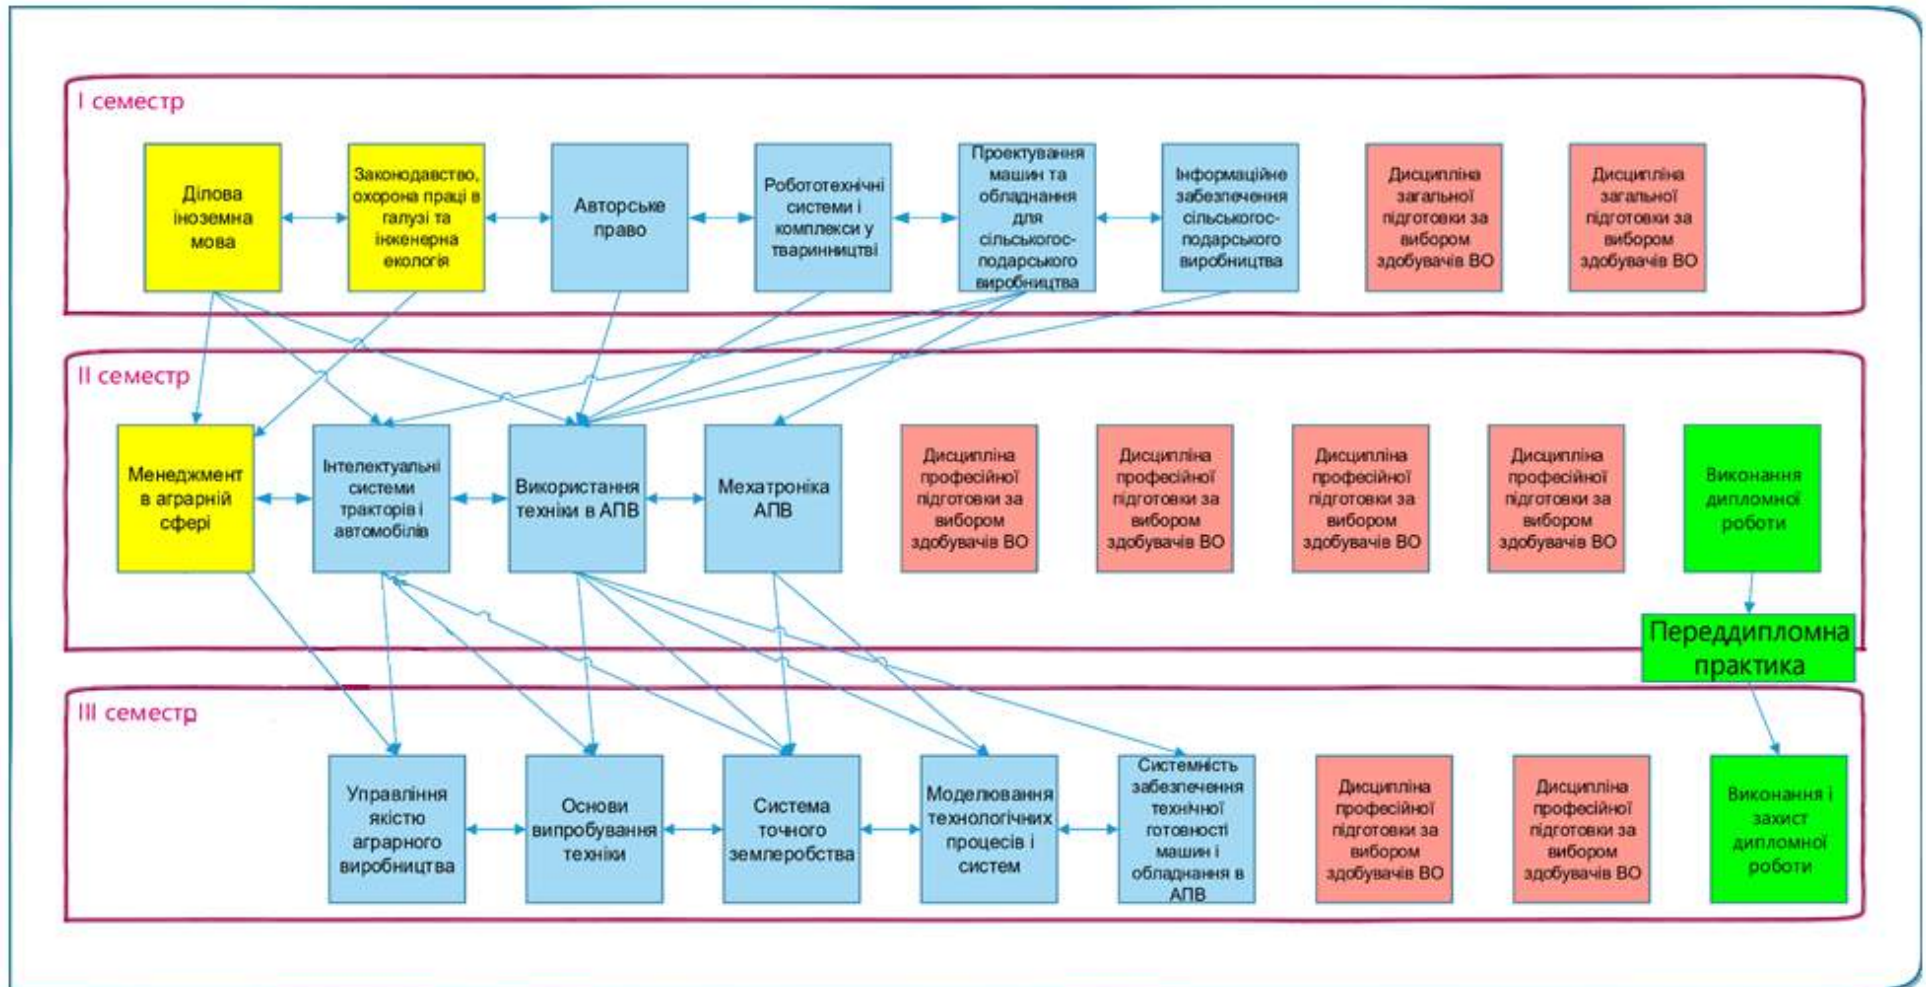 І семестр
Ділова
іноземна
мова
Законодавство,
охорона праці в
галузі та
інженерна
екологія
Авторське
право
Робототехнічні
системи і
комплекси у
тваринництві
Проектування
машин та
обладнання
для
сільськогос-
подарського
виробництва
Інформаційне
забезпечення
сільськогос-
подарського
виробництва
Дисципліна
загальної
підготовки за
вибором
здобувачів ВО
Дисципліна
загальної
підготовки за
вибором
здобувачів ВО
ІІ семестр
Менеджмент
в аграрній
сфері
Інтелектуальні
системи
тракторів і
автомобілів
Використання
техніки в АПВ
Мехатроніка
АПВ
Дисципліна
професійної
підготовки за
вибором
здобувачів ВО
Дисципліна
професійної
підготовки за
вибором
здобувачів ВО
Дисципліна
професійної
підготовки за
вибором
здобувачів ВО
Дисципліна
професійної
підготовки за
вибором
здобувачів ВО
Виконання
дипломної
роботи
Переддипломна
практика
ІІІ семестр
Управління
якістю
аграрного
виробництва
Основи
випробування
техніки
Система
точного
землеробства
Моделювання
технологічних
процесів і
систем
Системність
забезпечення
технічної
готовності
машин і
обладнання в
АПВ
Дисципліна
професійної
підготовки за
вибором
здобувачів ВО
Дисципліна
професійної
підготовки за
вибором
здобувачів ВО
Виконання і
захист
дипломної
роботи